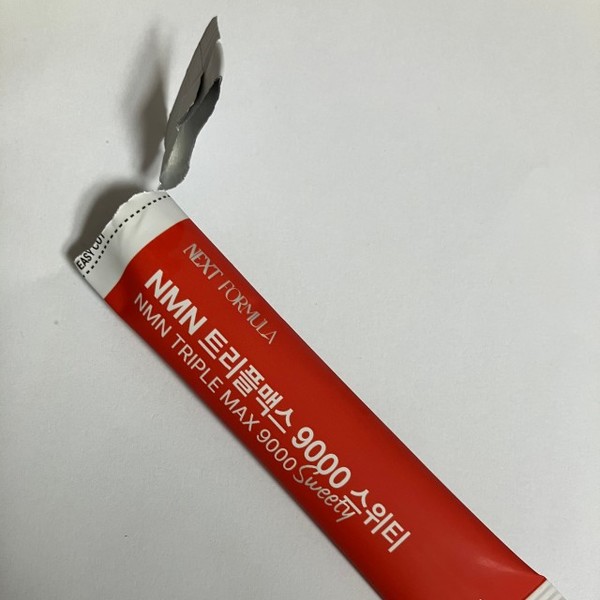 EASY CUT
NEXT FORMULA
NMN 트리플맥스 9000 스위티
NMN TRIPLE MAX 9000 Sweety